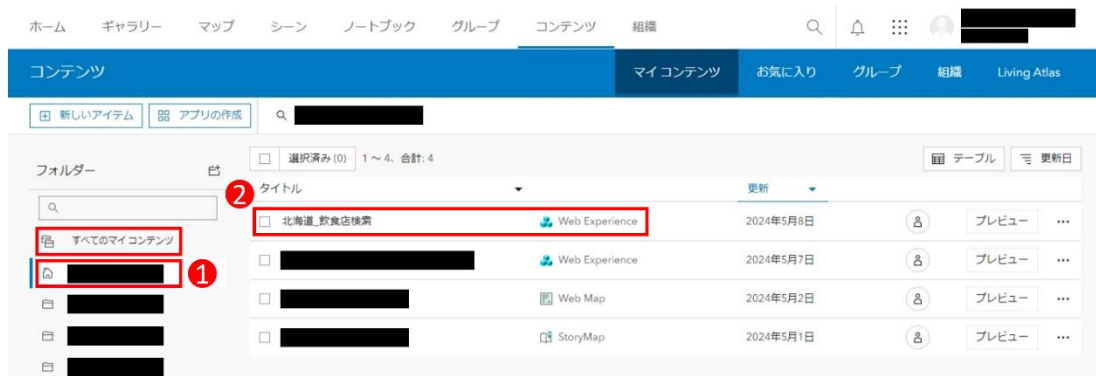 ホーム ギャラリー マップ シーン ノートブック グループ コンテンツ 組織
コンテンツ マイ コンテンツ お気に入り グループ 組織 Living Atlas
新しいアイテム アプリの作成
フォルダー 選択済み (0) 1 ～ 4、合計: 4 テーブル 更新日
2 タイトル 更新
北海道_飲食店検索 Web Experience 2024年5月8日 プレビュー
すべてのマイ コンテンツ
1 Web Experience 2024年5月7日 プレビュー
Web Map 2024年5月2日 プレビュー
StoryMap 2024年5月1日 プレビュー